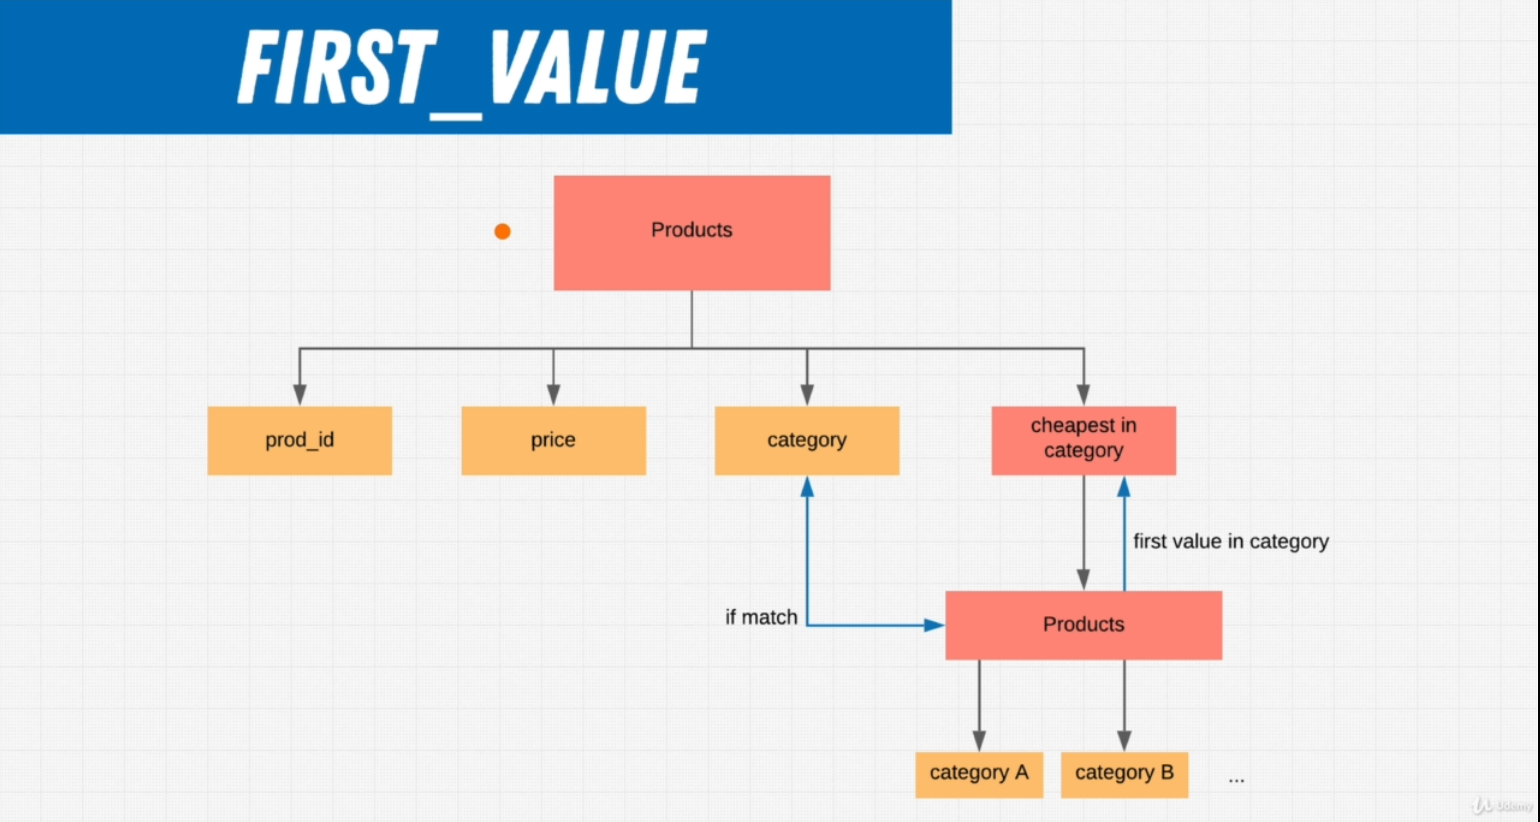 FIRST_VALUE
Products
prod_id
price
category
cheapest in
category
first value in category
if match
Products
category A
category B
...
Udemy